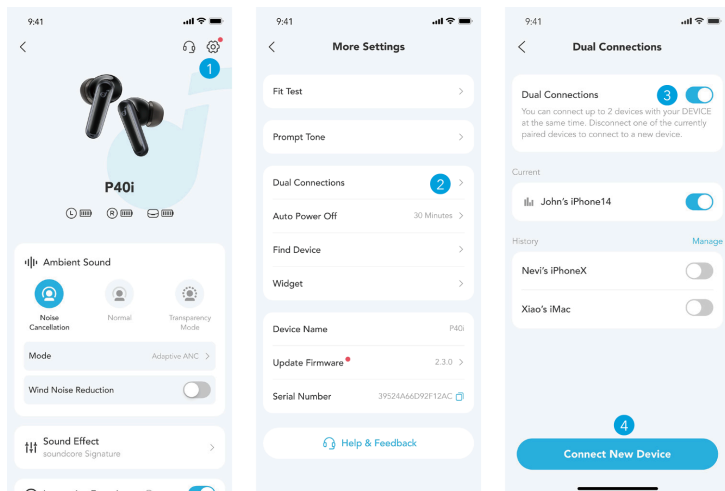 9:41
1
P40i
L
R
Ambient Sound
Noise
Cancellation
Normal
Transparency
Mode
Mode
Adaptive ANC
Wind Noise Reduction
Sound Effect
soundcore Signature
9:41
More Settings
Fit Test
Prompt Tone
Dual Connections
2
Auto Power Off
30 Minutes
Find Device
Widget
Device Name
P40i
Update Firmware
2.3.0
Serial Number
39524A66D92F12AC
Help & Feedback
9:41
Dual Connections
Dual Connections
3
You can connect up to 2 devices with your DEVICE
at the same time. Disconnect one of the currently
paired devices to connect to a new device.
Current
John's iPhone14
History
Manage
Nevi's iPhoneX
Xiao's iMac
4
Connect New Device